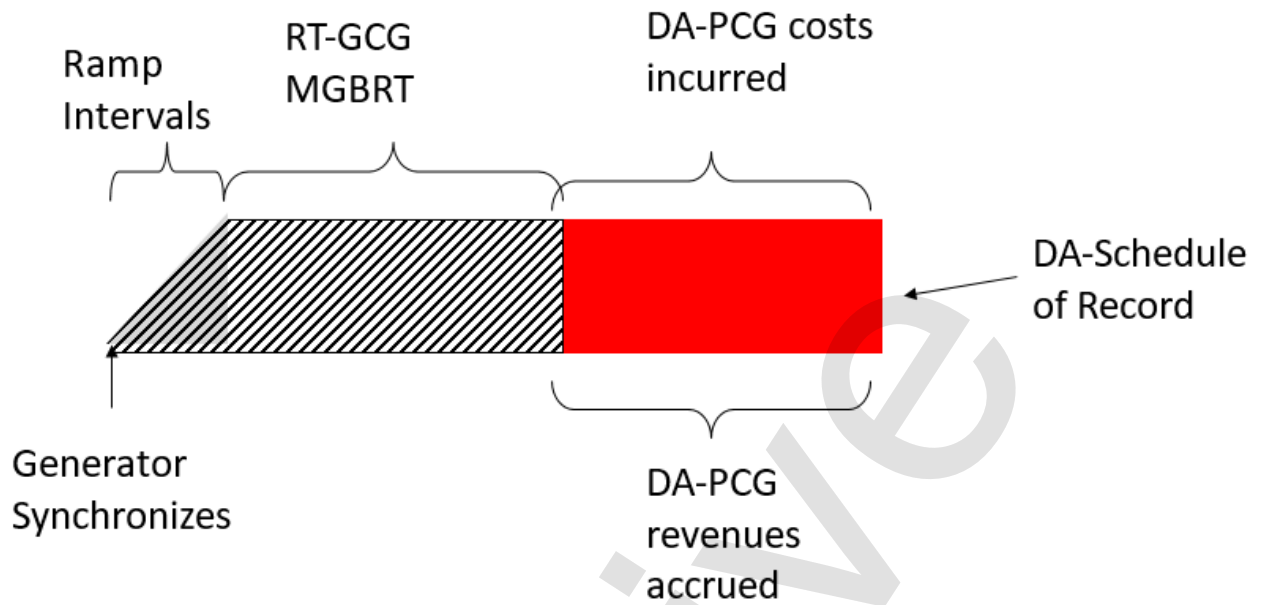 Ramp
Intervals
RT-GCG
MGBRT
DA-PCG costs
incurred
DA-Schedule
of Record
Generator
Synchronizes
DA-PCG
revenues
accrued
ive